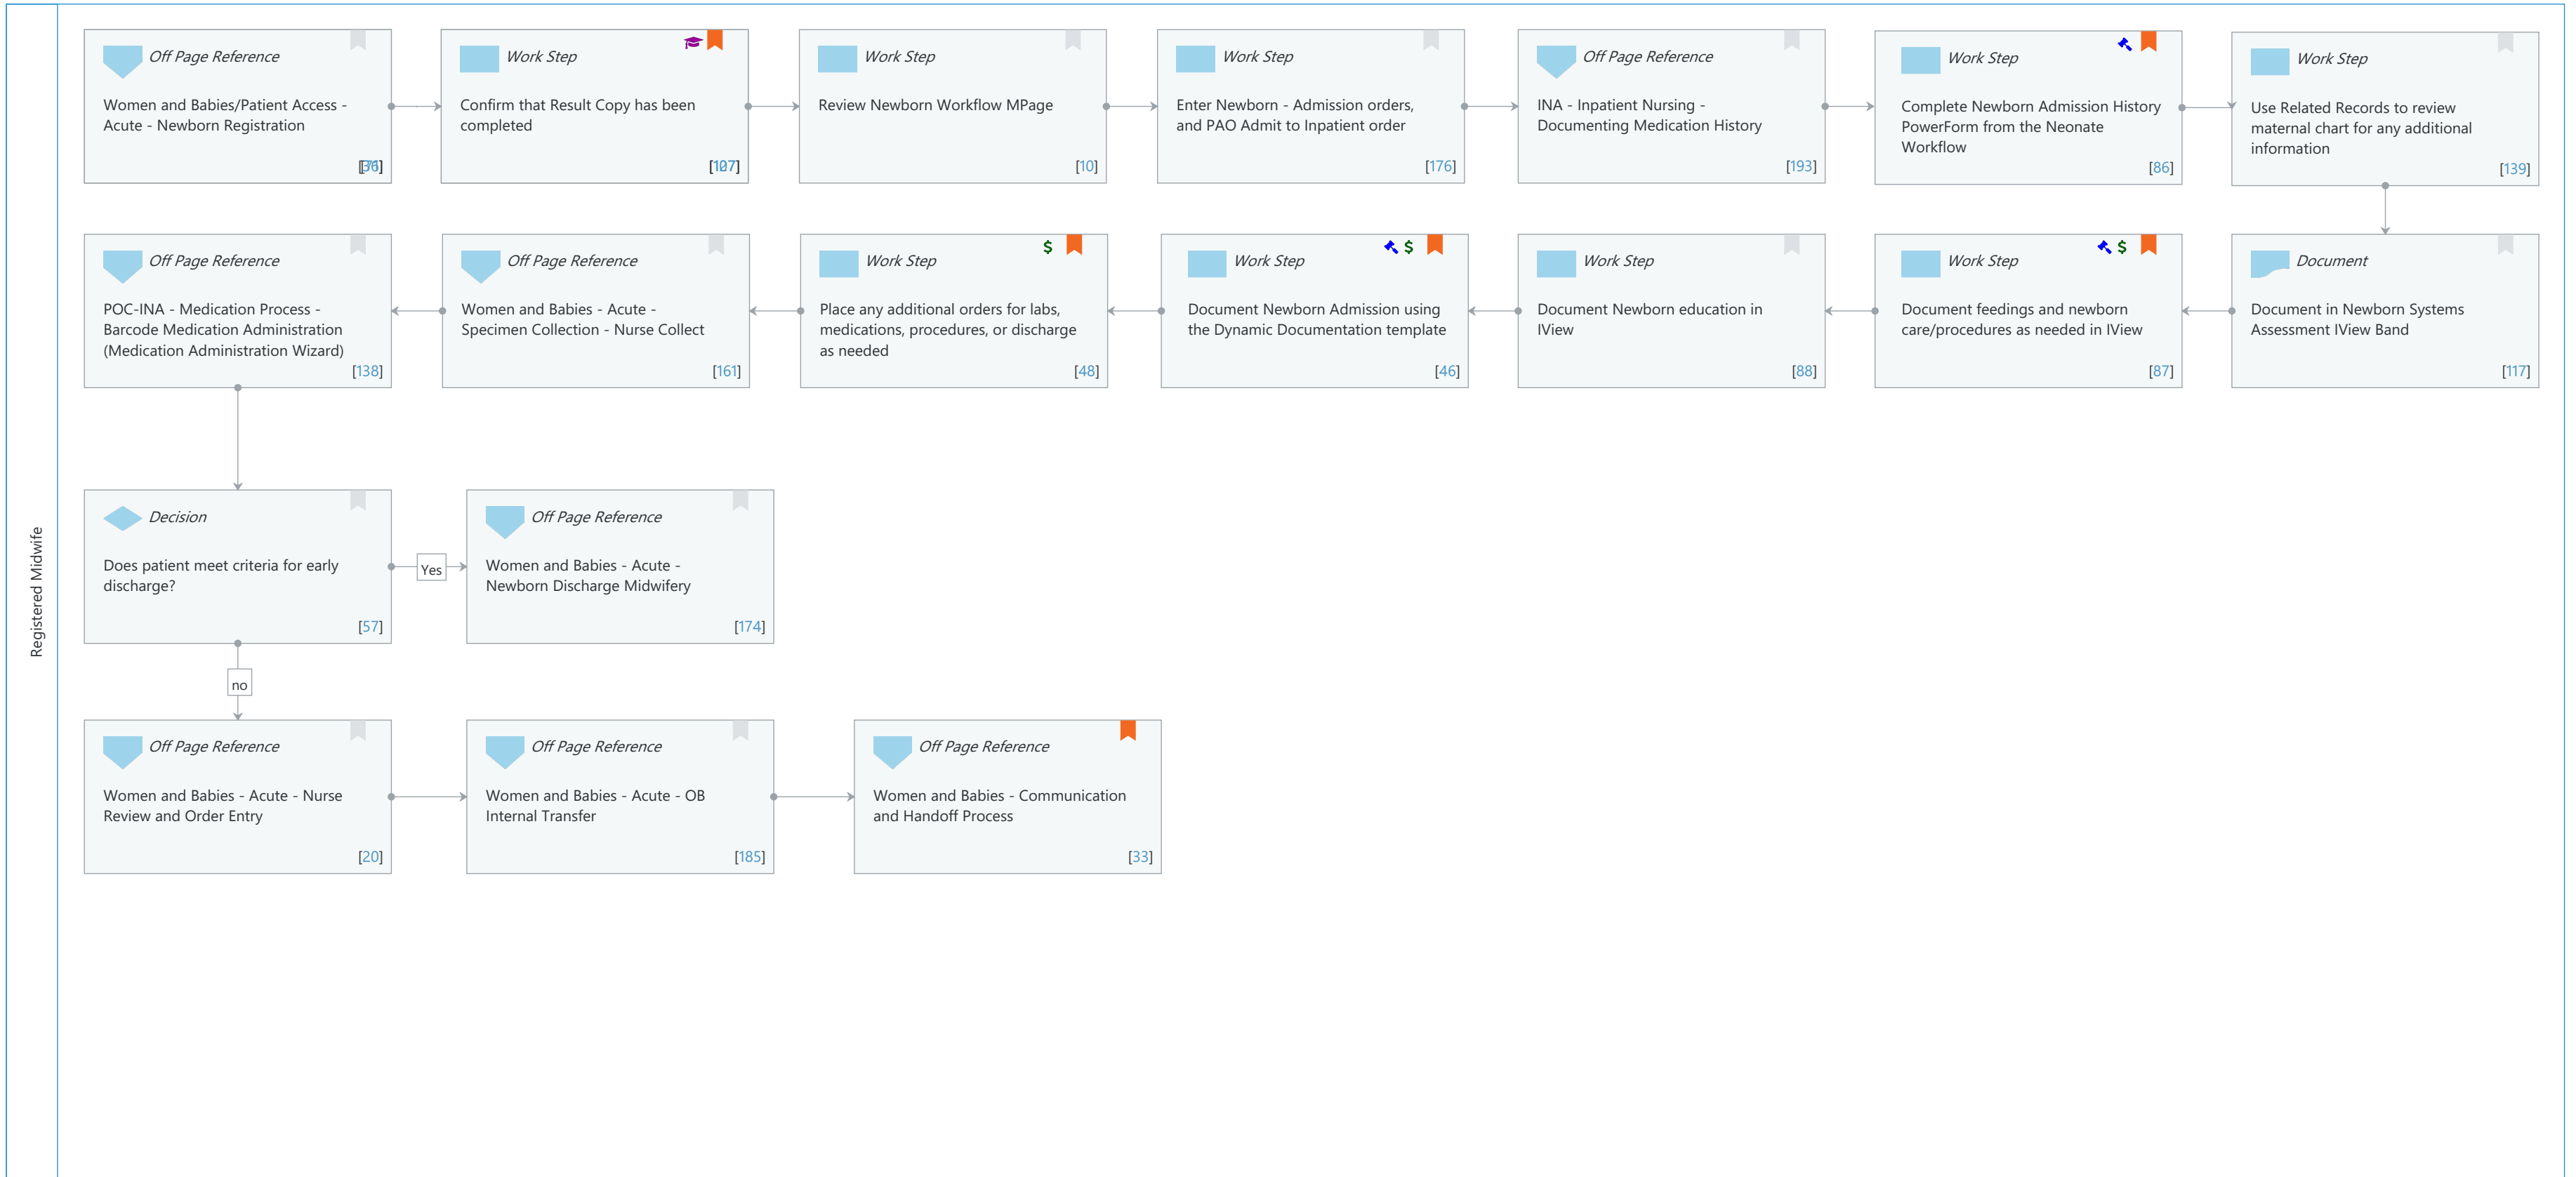 Registered Midwife
Off Page Reference
Women and Babies/Patient Access -
Acute - Newborn Registration
Work Step
Confirm that Result Copy has been
completed
Work Step
Review Newborn Workflow MPage
[10]
Work Step
Enter Newborn - Admission orders,
and PAO Admit to Inpatient order
[176]
Off Page Reference
INA - Inpatient Nursing -
Documenting Medication History
[193]
Work Step
Complete Newborn Admission History
PowerForm from the Neonate
Workflow
[86]
Work Step
Use Related Records to review
maternal chart for any additional
information
[139]
Off Page Reference
POC-INA - Medication Process -
Barcode Medication Administration
(Medication Administration Wizard)
[138]
Off Page Reference
Women and Babies - Acute -
Specimen Collection - Nurse Collect
[161]
$
Work Step
Place any additional orders for labs,
medications, procedures, or discharge
as needed
[48]
$
Work Step
Document Newborn Admission using
the Dynamic Documentation template
[46]
Work Step
Document Newborn education in
IView
[88]
$
Work Step
Document feedings and newborn
care/procedures as needed in IView
[87]
Document
Document in Newborn Systems
Assessment IView Band
[117]
Decision
Does patient meet criteria for early
discharge?
[57]
Yes
Off Page Reference
Women and Babies - Acute -
Newborn Discharge Midwifery
[174]
no
Off Page Reference
Women and Babies - Acute - Nurse
Review and Order Entry
[20]
Off Page Reference
Women and Babies - Acute - OB
Internal Transfer
[185]
Off Page Reference
Women and Babies - Communication
and Handoff Process
[33]